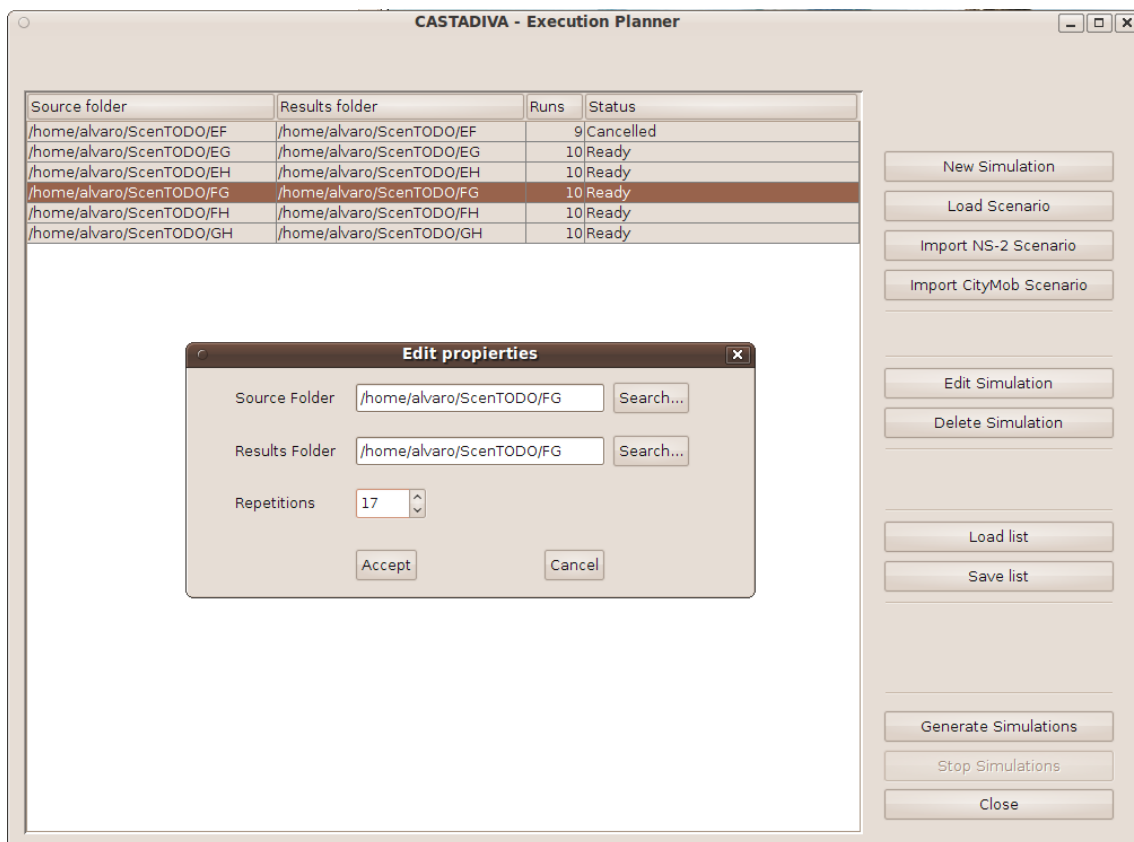 CASTADIVA - Execution Planner
Source folder Results folder Runs Status
/home/alvaro/ScenTODO/EF /home/alvaro/ScenTODO/EF 9 Cancelled
/home/alvaro/ScenTODO/EG /home/alvaro/ScenTODO/EG 10 Ready
/home/alvaro/ScenTODO/EH /home/alvaro/ScenTODO/EH 10 Ready
/home/alvaro/ScenTODO/FG /home/alvaro/ScenTODO/FG 10 Ready
/home/alvaro/ScenTODO/FH /home/alvaro/ScenTODO/FH 10 Ready
/home/alvaro/ScenTODO/GH /home/alvaro/ScenTODO/GH 10 Ready
Edit propierties
Source Folder /home/alvaro/ScenTODO/FG Search...
Results Folder /home/alvaro/ScenTODO/FG Search...
Repetitions 17
Accept Cancel
New Simulation
Load Scenario
Import NS-2 Scenario
Import CityMob Scenario
Edit Simulation
Delete Simulation
Load list
Save list
Generate Simulations
Stop Simulations
Close